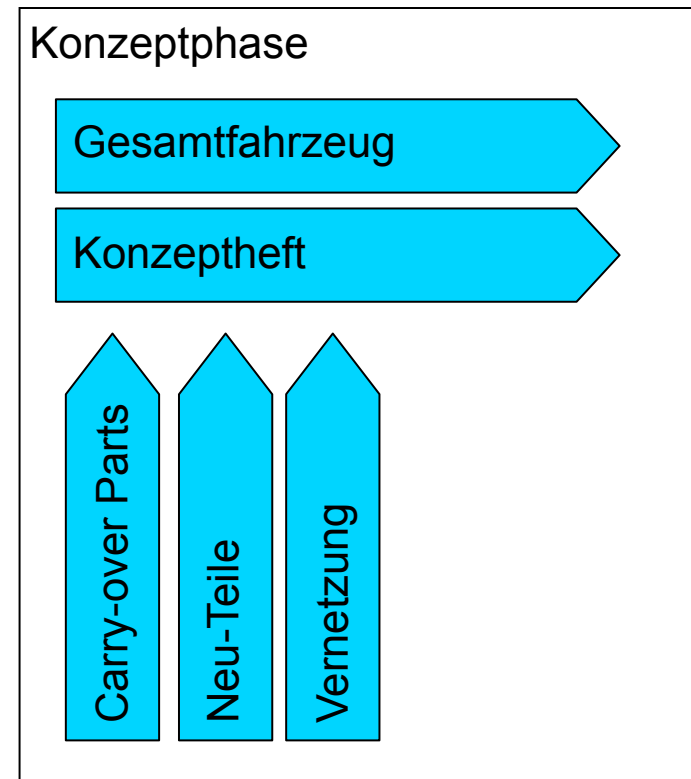 Konzeptphase
Gesamtfahrzeug
Konzeptheft
Carry-over Parts
Neu-Teile
Vernetzung